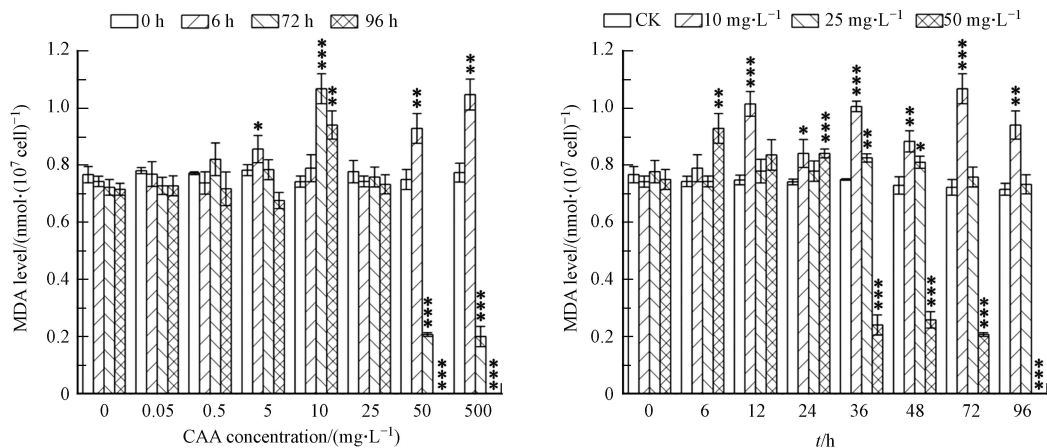 0 h 6 h 72 h 96 h
1.2
1.0
0.8
0.6
0.4
0.2
0
MDA level/(nmol·(10⁷ cell)⁻¹
* *** ** ** *** *** ** *** ***
0 0.05 0.5 5 10 25 50 500
CAA concentration/(mg·L⁻¹)
CK 10 mg·L⁻¹
25 mg·L⁻¹ 50 mg·L⁻¹
1.2
1.0
0.8
0.6
0.4
0.2
0
MDA level/(nmol·(10⁷ cell)⁻¹
** *** * *** *** ** *** ** * *** *** *** ** ***
0 6 12 24 36 48 72 96
t/h